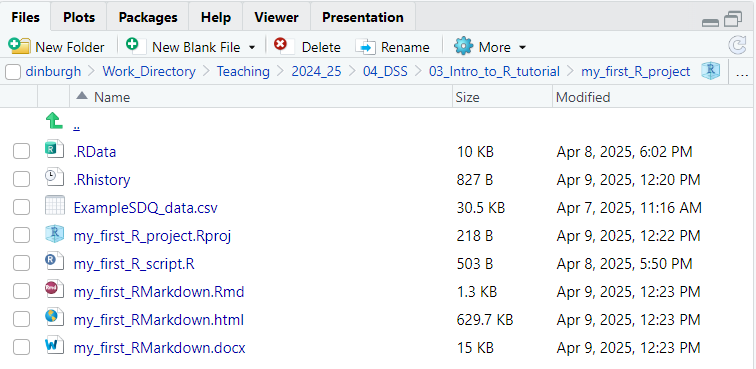 Files Plots Packages Help Viewer Presentation
New Folder New Blank File Delete Rename More
dinburgh > Work_Directory > Teaching > 2024_25 > 04_DSS > 03_Intro_to_R_tutorial > my_first_R_project R ...
Name Size Modified
..
.RData 10 KB Apr 8, 2025, 6:02 PM
.Rhistory 827 B Apr 9, 2025, 12:20 PM
ExampleSDQ_data.csv 30.5 KB Apr 7, 2025, 11:16 AM
my_first_R_project.Rproj 218 B Apr 9, 2025, 12:22 PM
my_first_R_script.R 503 B Apr 8, 2025, 5:50 PM
my_first_RMarkdown.Rmd 1.3 KB Apr 9, 2025, 12:23 PM
my_first_RMarkdown.html 629.7 KB Apr 9, 2025, 12:23 PM
my_first_RMarkdown.docx 15 KB Apr 9, 2025, 12:23 PM